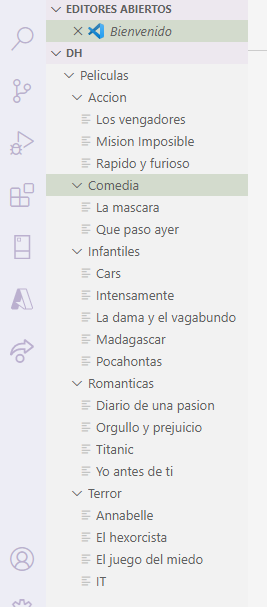 EDITORES ABIERTOS
Bienvenido
DH
Peliculas
Accion
Los vengadores
Mision Imposible
Rapido y furioso
Comedia
La mascara
Que paso ayer
Infantiles
Cars
Intensamente
La dama y el vagabundo
Madagascar
Pocahontas
Romanticas
Diario de una pasion
Orgullo y prejuicio
Titanic
Yo antes de ti
Terror
Annabelle
El hexorcista
El juego del miedo
IT